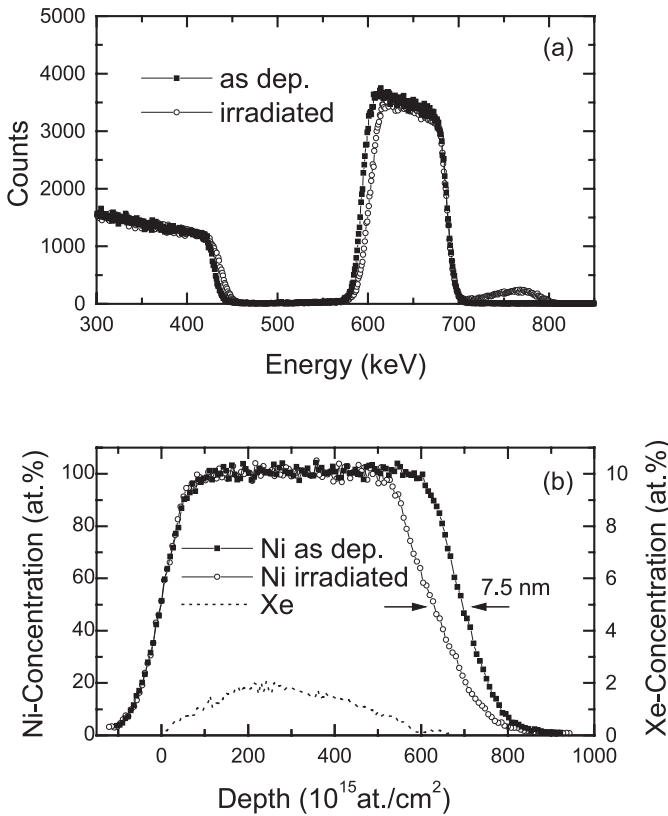 5000
4000
3000
2000
1000
0
Counts
(a)
as dep.
irradiated
300 400 500 600 700 800
Energy (keV)
100
80
60
40
20
0
Ni-Concentration (at.%)
(b)
Ni as dep.
Ni irradiated
Xe
7.5 nm
10
8
6
4
2
0
Xe-Concentration (at.%)
0 200 400 600 800 1000
Depth (10¹⁵at./cm²)